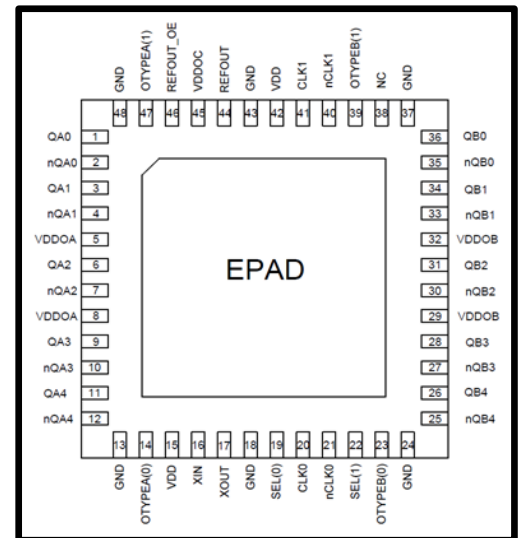 GND OTYPEA(1) REFOUT_OE VDDOC REFOUT GND VDD CLK1 nCLK1 OTYPEB(1) NC GND
48 47 46 45 44 43 42 41 40 39 38 37
QA0 1 36 QB0
nQA0 2 35 nQB0
QA1 3 34 QB1
nQA1 4 33 nQB1
VDDOA 5 32 VDDOB
QA2 6 31 QB2
EPAD
nQA2 7 30 nQB2
VDDOA 8 29 VDDOB
QA3 9 28 QB3
nQA3 10 27 nQB3
QA4 11 26 QB4
nQA4 12 25 nQB4
13 14 15 16 17 18 19 20 21 22 23 24
GND OTYPEA(0) VDD XIN XOUT GND SEL(0) CLK0 nCLK0 SEL(1) OTYPEB(0) GND